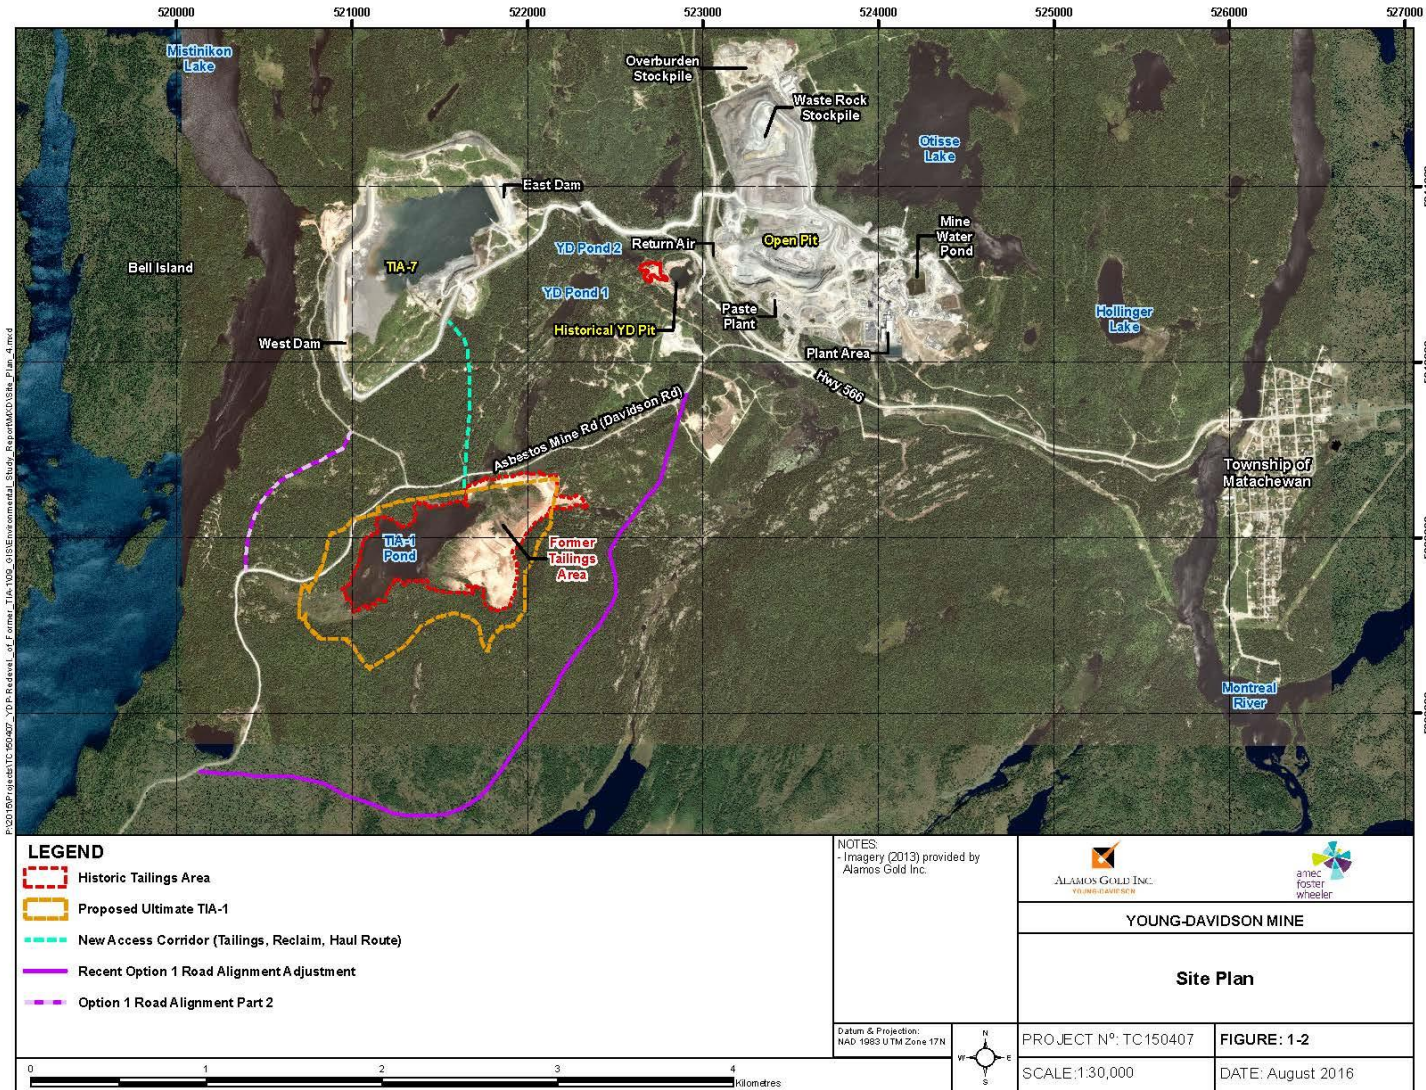 520000
521000
522000
523000
524000
525000
526000
527000
Mistinikon
Lake
Overburden
Stockpile
Waste Rock
Stockpile
Otisse
Lake
East Dam
Mine
Water
Pond
YD Pond 2
Return Air
Open Pit
Bell Island
TIA-7
YD Pond 1
Historical YD Pit
Paste
Plant
Hollinger
Lake
West Dam
Plant Area
Hwy 566
Asbestos Mine Rd (Davidson Rd)
Township of
Matachewan
TIA-1
Pond
Former
Tailings
Area
Montreal
River
LEGEND
Historic Tailings Area
Proposed Ultimate TIA-1
New Access Corridor (Tailings, Reclaim, Haul Route)
Recent Option 1 Road Alignment Adjustment
Option 1 Road Alignment Part 2
0
1
2
3
4
Kilometres
NOTES:
- Imagery (2013) provided by
Alamos Gold Inc.
Datum & Projection:
NAD 1983 UTM Zone 17N
N
W
E
S
ALAMOS GOLD INC.
YOUNG-DAVIDSON
amec
foster
wheeler
YOUNG-DAVIDSON MINE
Site Plan
PROJECT Nº: TC150407
FIGURE: 1-2
SCALE:1:30,000
DATE: August 2016